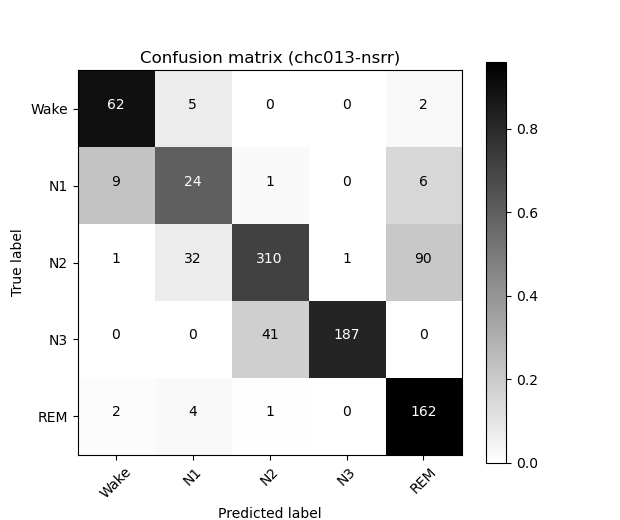 Confusion matrix (chc013-nsrr)
Wake 62 5 0 0 2
N1 9 24 1 0 6
N2 1 32 310 1 90
N3 0 0 41 187 0
REM 2 4 1 0 162
Wake N1 N2 N3 REM
Predicted label
True label
0.8
0.6
0.4
0.2
0.0